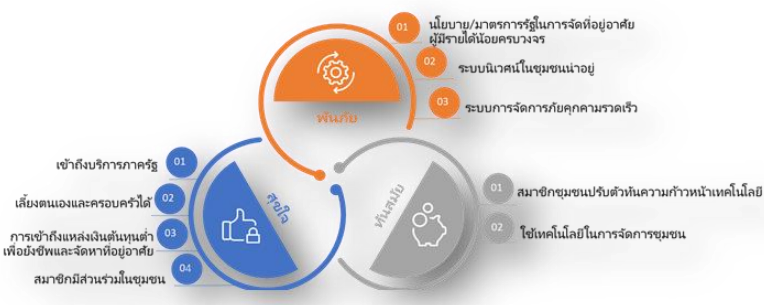 01
นโยบาย/มาตรการรัฐในการจัดที่อยู่อาศัย
ผู้มีรายได้น้อยครบวงจร
02
ระบบนิเวศน์ในชุมชนน่าอยู่
03
ระบบการจัดการภัยคุกคามรวดเร็ว
พ้นภัย
01
เข้าถึงบริการภาครัฐ
02
เลี้ยงตนเองและครอบครัวได้
03
การเข้าถึงแหล่งเงินต้นทุนต่ำ
เพื่อยังชีพและจัดหาที่อยู่อาศัย
04
สมาชิกมีส่วนร่วมในชุมชน
สุขใจ
ทันสมัย
01
สมาชิกชุมชนปรับตัวทันความก้าวหน้าเทคโนโลยี
02
ใช้เทคโนโลยีในการจัดการชุมชน